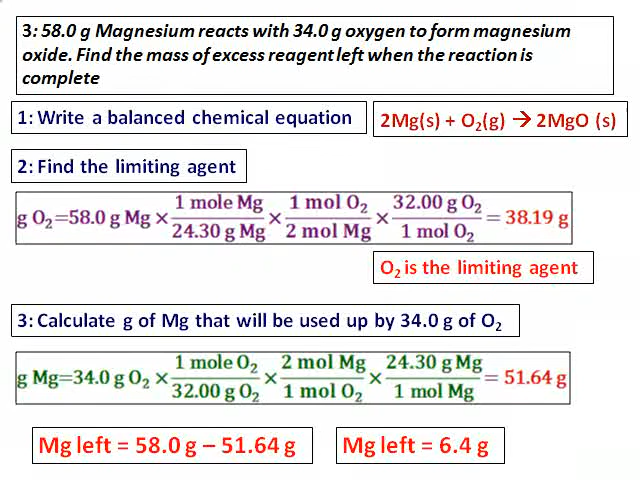 3: 58.0 g Magnesium reacts with 34.0 g oxygen to form magnesium
oxide. Find the mass of excess reagent left when the reaction is
complete
1: Write a balanced chemical equation
2Mg(s) + O₂(g) → 2MgO (s)
2: Find the limiting agent
g O₂=58.0 g Mg × 1 mole Mg/24.30 g Mg × 1 mol O₂/2 mol Mg × 32.00 g O₂/1 mol O₂ = 38.19 g
O₂ is the limiting agent
3: Calculate g of Mg that will be used up by 34.0 g of O₂
g Mg=34.0 g O₂ × 1 mole O₂/32.00 g O₂ × 2 mol Mg/1 mol O₂ × 24.30 g Mg/1 mol Mg = 51.64 g
Mg left = 58.0 g – 51.64 g
Mg left = 6.4 g